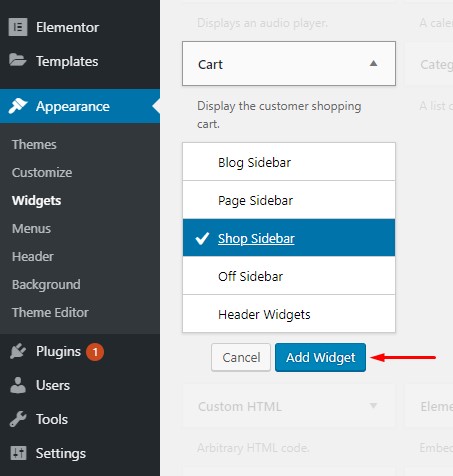 Elementor
Templates
Appearance
Themes
Customize
Widgets
Menus
Header
Background
Theme Editor
Plugins 1
Users
Tools
Settings
Displays an audio player.
Cart
Display the customer shopping
cart.
Blog Sidebar
Page Sidebar
Shop Sidebar
Off Sidebar
Header Widgets
Cancel
Add Widget
Custom HTML
Arbitrary HTML code.
A cale
Categ
A list o
Eleme
Embed